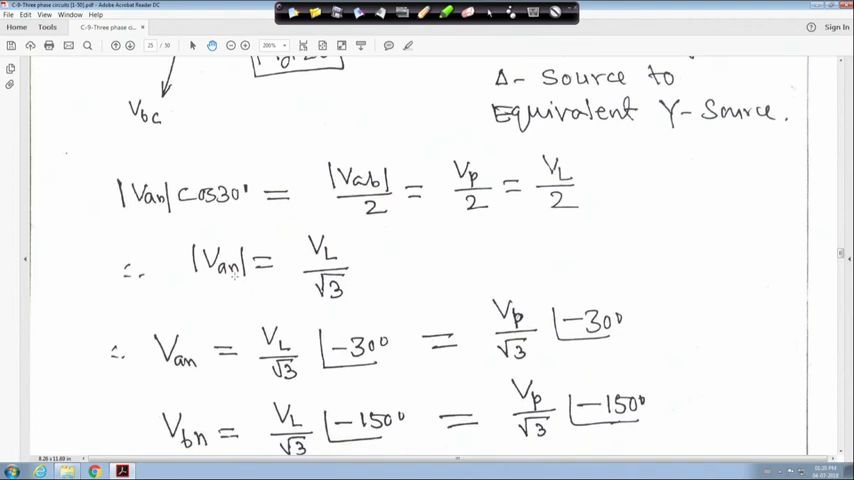 C-9-Three phase circuits [1-50].pdf - Adobe Acrobat Reader DC
File Edit View Window Help
Home Tools C-9-Three phase ci... × Sign In
25 / 50 200%
Δ- Source to
Vbc Equivalent Y-Source.
|Van| cos30° = |Vab|/2 = Vp/2 = VL/2
∴ |Van| = VL/√3
∴ Van = VL/√3 ∠-30° = Vp/√3 ∠-30°
Vbn = VL/√3 ∠-150° = Vp/√3 ∠-150°
8.26 x 11.69 in